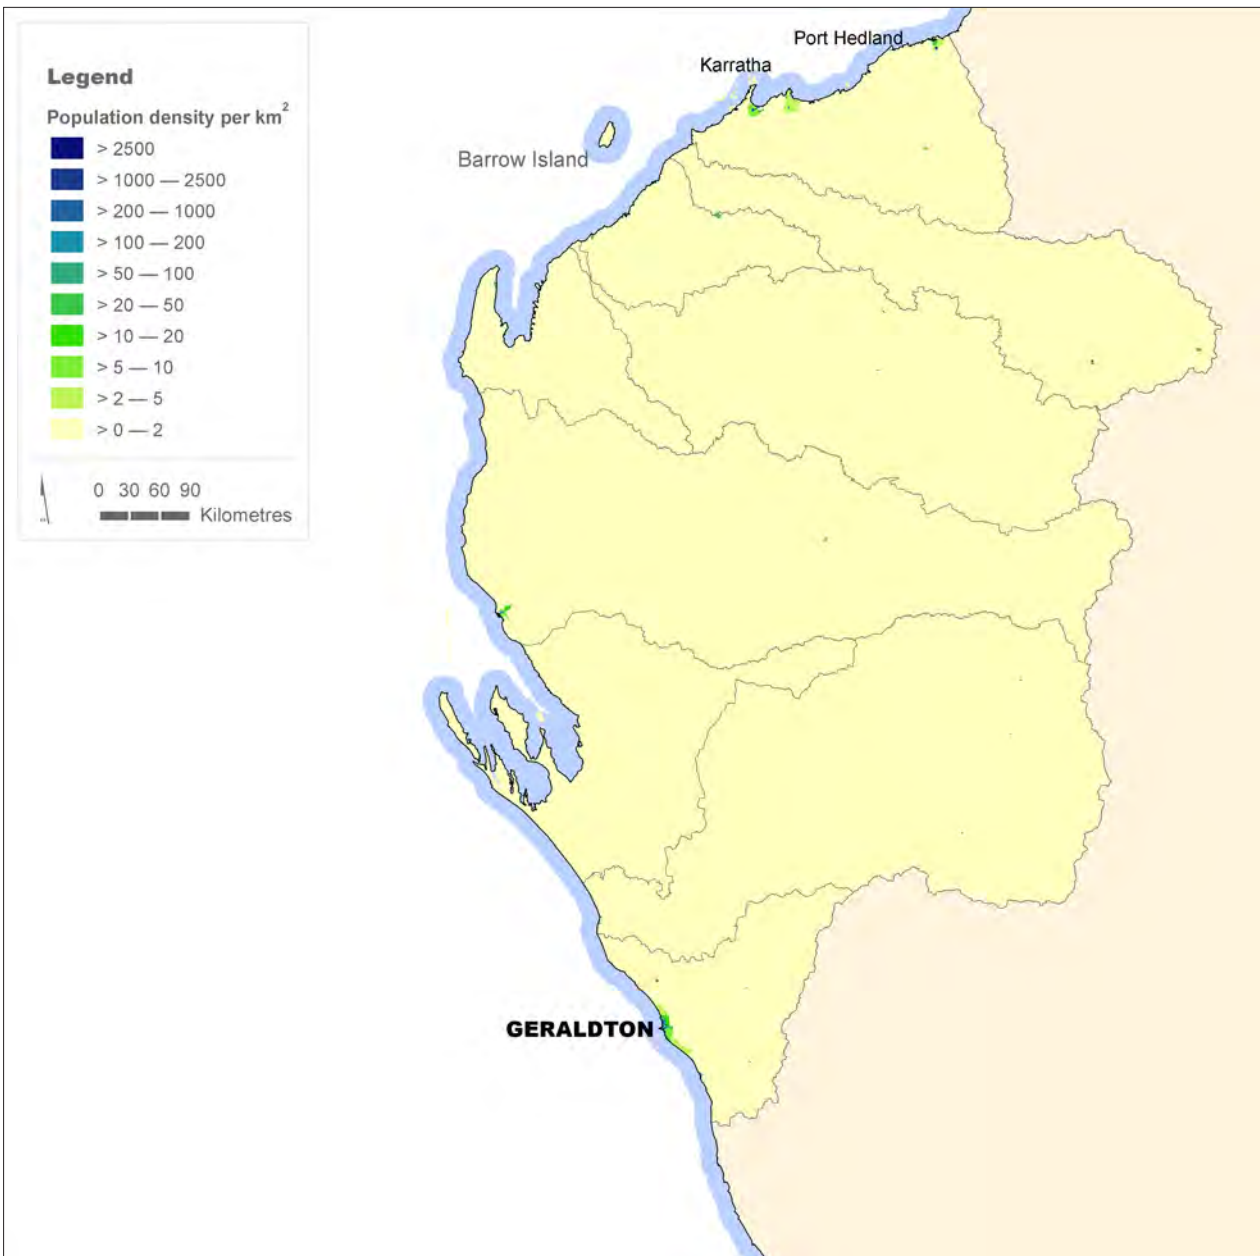 Legend
Population density per km²
> 2500
> 1000 — 2500
> 200 — 1000
> 100 — 200
> 50 — 100
> 20 — 50
> 10 — 20
> 5 — 10
> 2 — 5
> 0 — 2
0 30 60 90
Kilometres
Port Hedland
Karratha
Barrow Island
GERALDTON